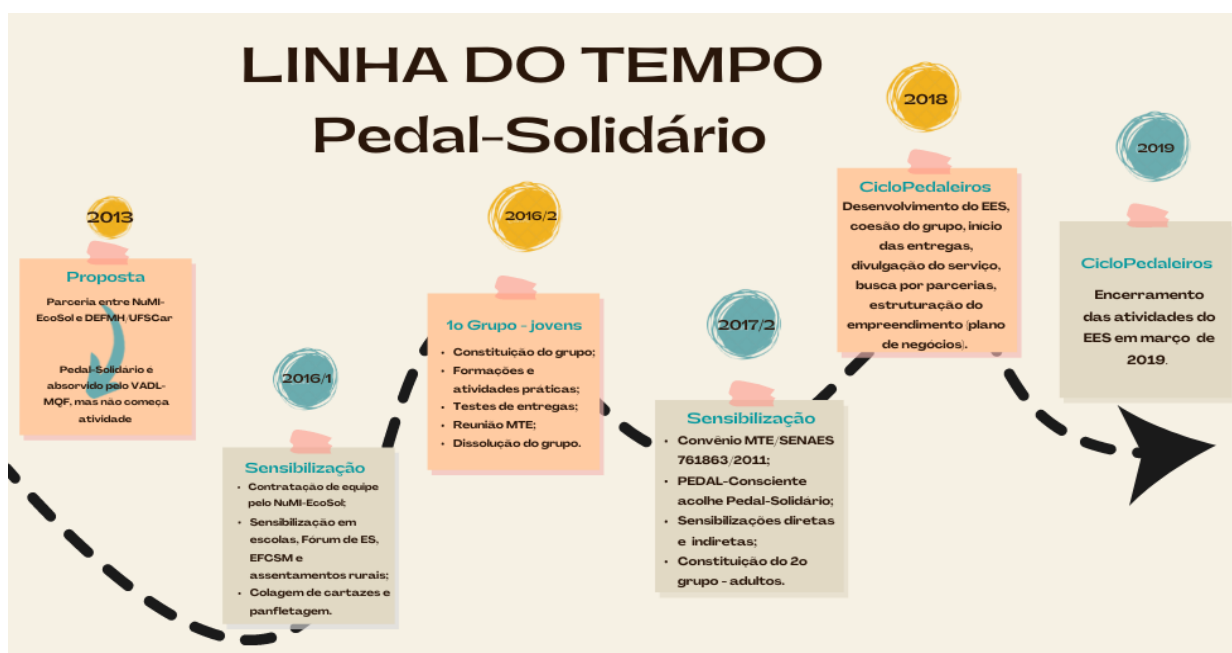 LINHA DO TEMPO
Pedal-Solidário
2013
Proposta
Parceria entre NuMI-
EcoSol e DEFMH/UFSCar
Pedal-Solidário é
absorvido pelo VADL-
MQF, mas não começa
atividade
2016/1
Sensibilização
• Contratação de equipe
pelo NuMI-EcoSol;
• Sensibilização em
escolas, Fórum de ES,
EFCSM e
assentamentos rurais;
• Colagem de cartazes e
panfletagem.
2016/2
1o Grupo - jovens
• Constituição do grupo;
• Formações e
atividades práticas;
• Testes de entregas;
• Reunião MTE;
• Dissolução do grupo.
2017/2
Sensibilização
• Convênio MTE/SENAES
761863/2011;
• PEDAL-Consciente
acolhe Pedal-Solidário;
• Sensibilizações diretas
e indiretas;
• Constituição do 2o
grupo - adultos.
2018
CicloPedaleiros
Desenvolvimento do EES,
coesão do grupo, início
das entregas,
divulgação do serviço,
busca por parcerias,
estruturação do
empreendimento (plano
de negócios).
2019
CicloPedaleiros
Encerramento
das atividades do
EES em março de
2019.